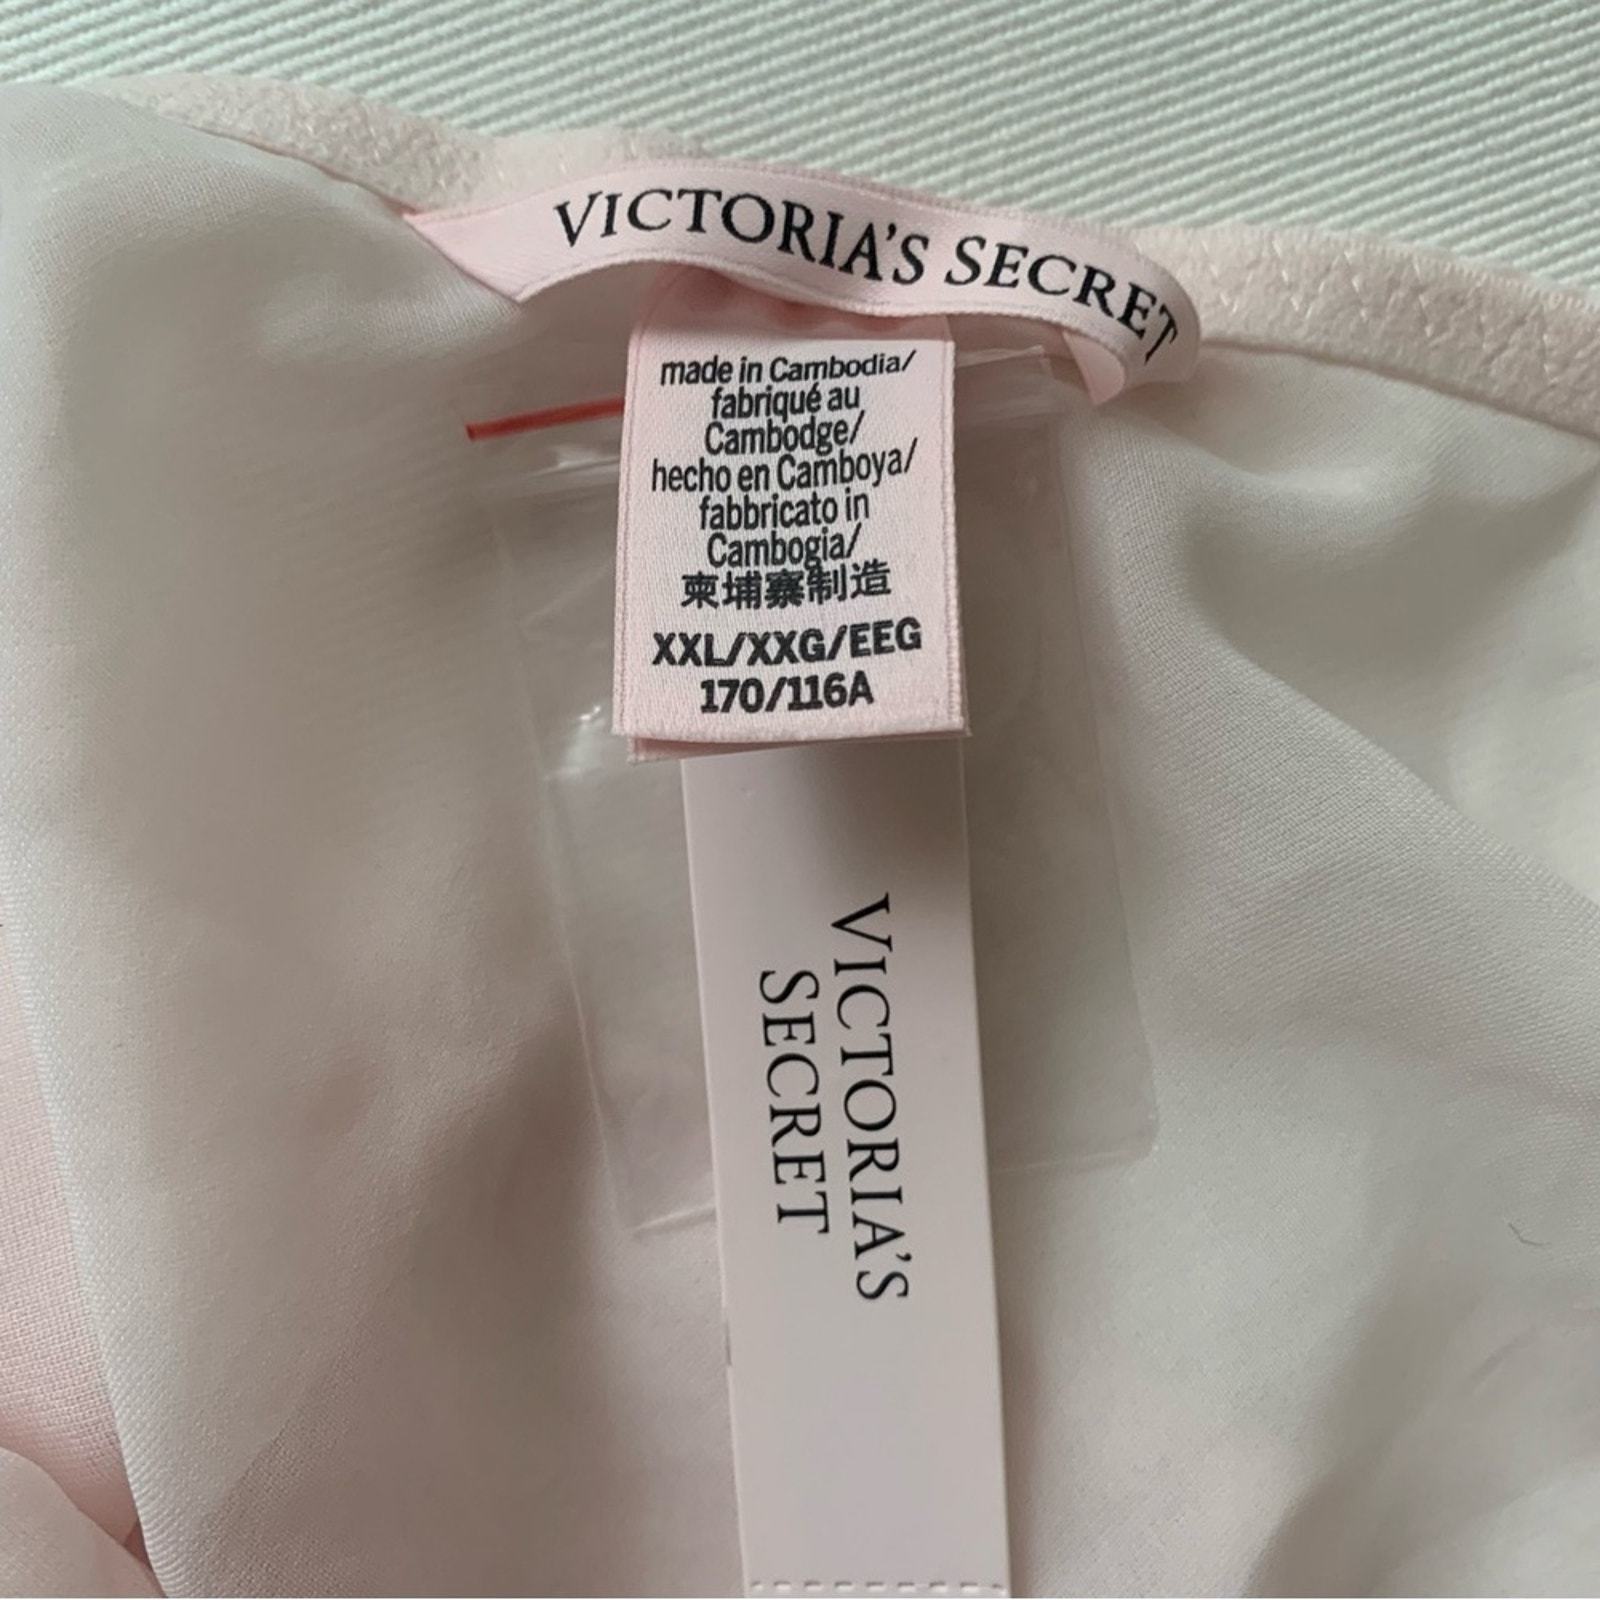 VICTORIA'S SECRET
made in Cambodia/
fabriqué au
Cambodge/
hecho en Camboya/
fabbricato in
Cambogia/
柬埔寨制造
XXL/XXG/EEG
170/116A
VICTORIA'S
SECRET